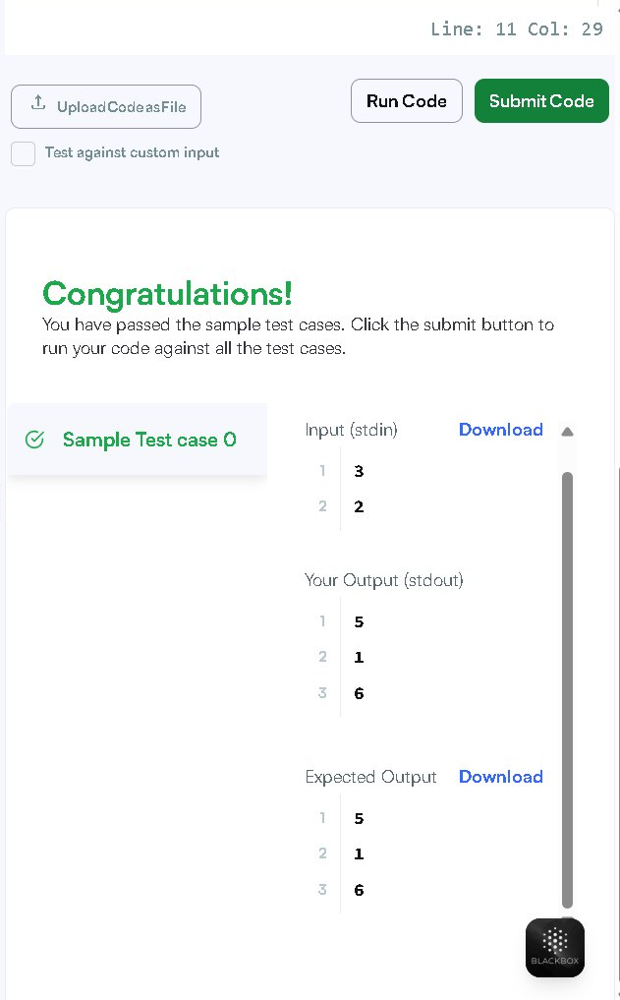 Line: 11 Col: 29
Upload Code as File
Run Code
Submit Code
Test against custom input
Congratulations!
You have passed the sample test cases. Click the submit button to
run your code against all the test cases.
Sample Test case 0
Input (stdin)
Download
1 3
2 2
Your Output (stdout)
1 5
2 1
3 6
Expected Output
Download
1 5
2 1
3 6
BLACKBOX